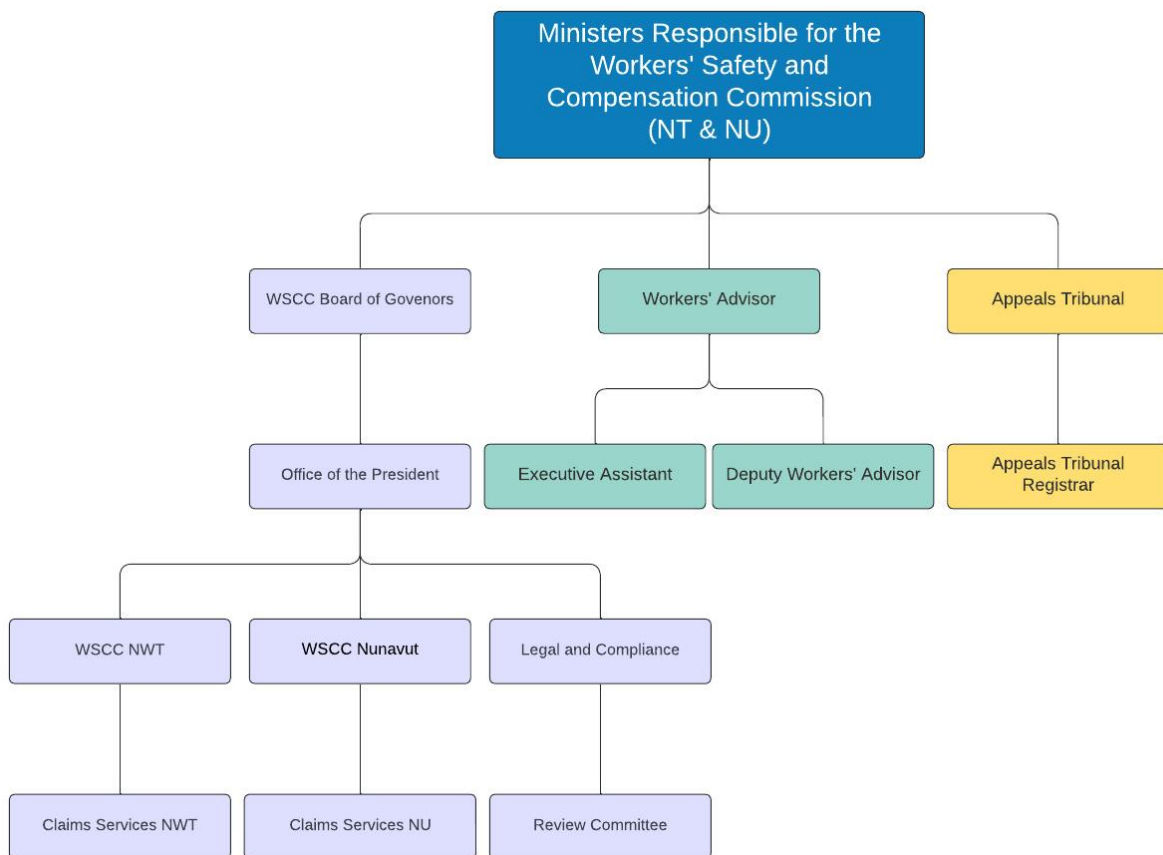 Ministers Responsible for the
Workers' Safety and
Compensation Commission
(NT & NU)
WSCC Board of Govenors
Workers' Advisor
Appeals Tribunal
Office of the President
Executive Assistant
Deputy Workers' Advisor
Appeals Tribunal
Registrar
WSCC NWT
WSCC Nunavut
Legal and Compliance
Claims Services NWT
Claims Services NU
Review Committee